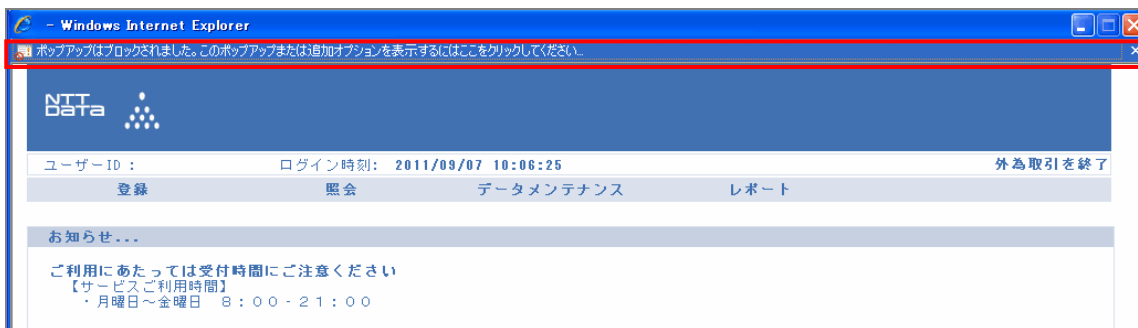 - Windows Internet Explorer
ポップアップはブロックされました。このポップアップまたは追加オプションを表示するにはここをクリックしてください...
NTT
Data
ユーザーID： ログイン時刻: 2011/09/07 10:06:25 外為取引を終了
登録 照会 データメンテナンス レポート
お知らせ...
ご利用にあたっては受付時間にご注意ください
【サービスご利用時間】
・月曜日～金曜日 8：00-21：00